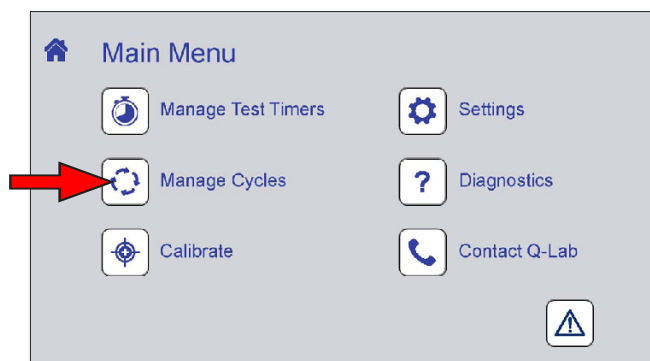 Main Menu
Manage Test Timers
Settings
Manage Cycles
? Diagnostics
Calibrate
Contact Q-Lab